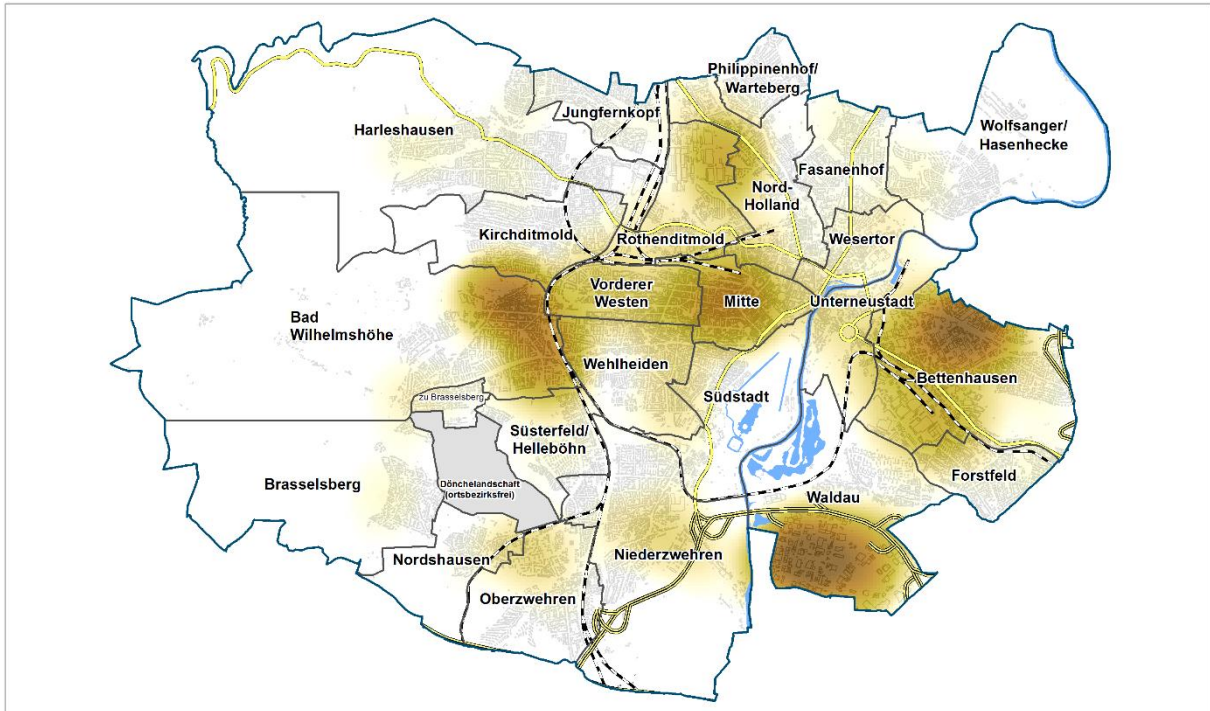 Philippinenhof/
Warteberg
Jungfernkopf
Harleshausen
Wolfsanger/
Hasenhecke
Fasanenhof
Nord-
Holland
Kirchditmold
Rothenditmold
Wesertor
Vorderer
Westen
Mitte
Unterneustadt
Bad
Wilhelmshöhe
Wehlheiden
Bettenhausen
zu Brasselsberg
Südstadt
Süsterfeld/
Helleböhn
Brasselsberg
Dönchelandschaft
(ortsbezirksfrei)
Forstfeld
Waldau
Nordshausen
Niederzwehren
Oberzwehren